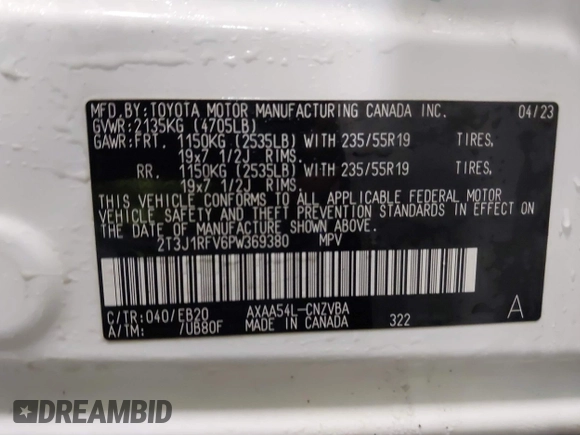 MFD.BY:TOYOTA MOTOR MANUFACTURING CANADA INC. 04/23
GVWR:2135KG (4705LB)
GAWR:FRT. 1150KG (2535LB) WITH 235/55R19 TIRES,
19x7 1/2J RIMS.
RR. 1150KG (2535LB) WITH 235/55R19 TIRES,
19x7 1/2J RIMS.
THIS VEHICLE CONFORMS TO ALL APPLICABLE FEDERAL MOTOR
VEHICLE SAFETY AND THEFT PREVENTION STANDARDS IN EFFECT ON
THE DATE OF MANUFACTURE SHOWN ABOVE.
2T3J1RFV6PW369380 MPV
C/TR:040/EB20 AXAA54L-CNZVBA
A/TM: /UB80F MADE IN CANADA 322 A
DREAMBID